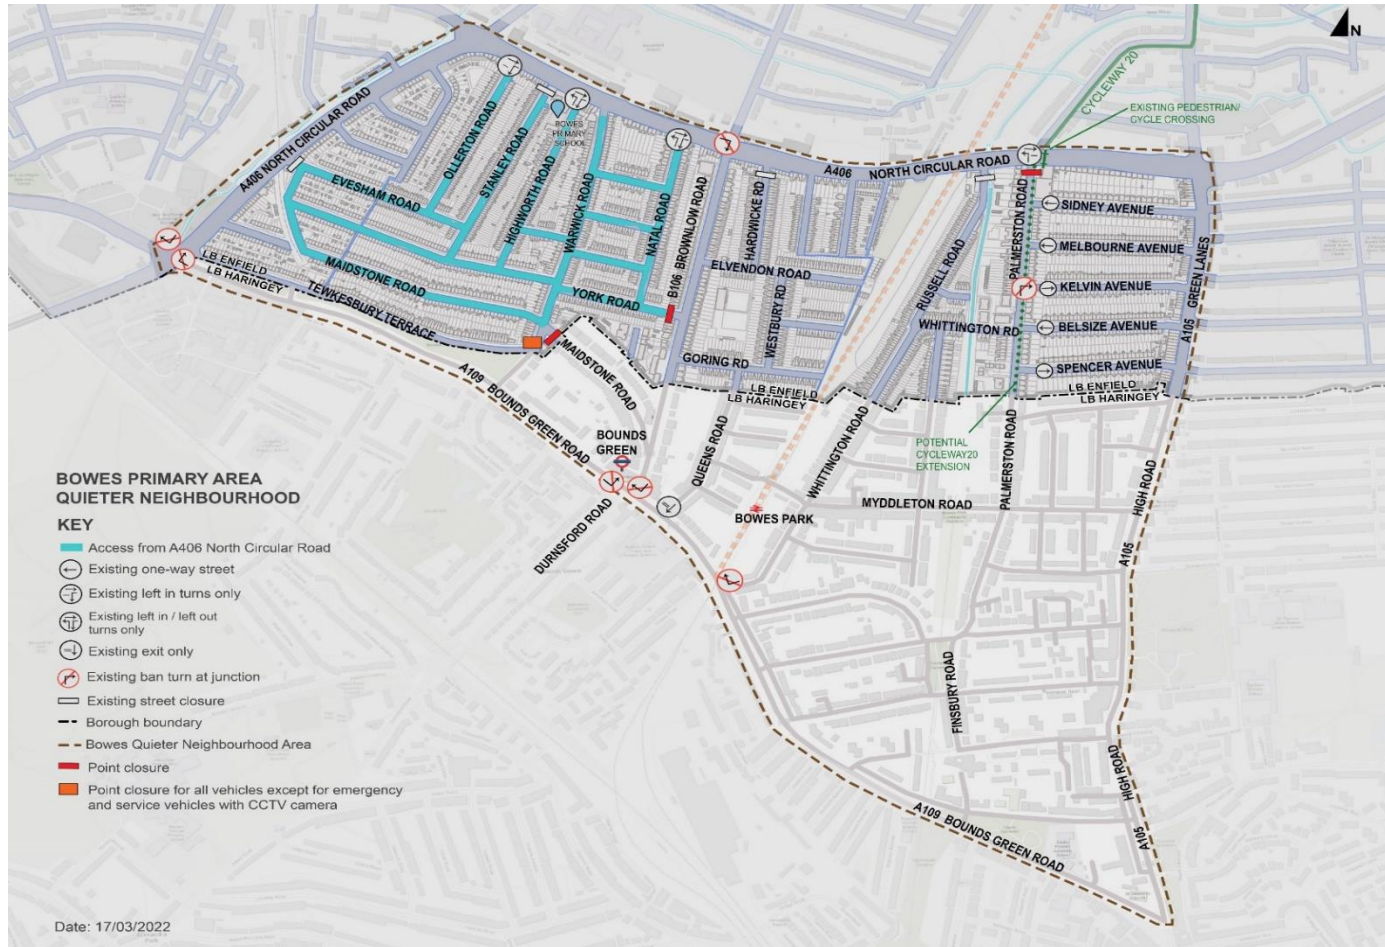 N
CYCLEWAY 20
EXISTING PEDESTRIAN/
CYCLE CROSSING
A406 NORTH CIRCULAR ROAD
OLLERTON ROAD
STANLEY ROAD
BOWES
PRIMARY
SCHOOL
EVESHAM ROAD
HIGHWORTH ROAD
WARWICK ROAD
NATAL ROAD
B106 BROWNLOW ROAD
HARDWICKE RD
A406 NORTH CIRCULAR ROAD
PALMERSTON ROAD
SIDNEY AVENUE
MELBOURNE AVENUE
KELVIN AVENUE
BELSIZE AVENUE
SPENCER AVENUE
A105 GREEN LANES
ELVENDON ROAD
RUSSELL ROAD
WESTBURY RD
WHITTINGTON RD
GORING RD
LB ENFIELD
LB HARINGEY
MAIDSTONE ROAD
YORK ROAD
TEWKESBURY TERRACE
LB ENFIELD
LB HARINGEY
LB ENFIELD
LB HARINGEY
MAIDSTONE ROAD
A109 BOUNDS GREEN ROAD
BOUNDS
GREEN
QUEENS ROAD
WHITTINGTON ROAD
PALMERSTON ROAD
POTENTIAL
CYCLEWAY20
EXTENSION
MYDDLETON ROAD
BOWES PARK
DURNSFORD ROAD
HIGH ROAD
A105
FINSBURY ROAD
HIGH ROAD
A105
A109 BOUNDS GREEN ROAD
BOWES PRIMARY AREA
QUIETER NEIGHBOURHOOD
KEY
Access from A406 North Circular Road
Existing one-way street
Existing left in turns only
Existing left in / left out
turns only
Existing exit only
Existing ban turn at junction
Existing street closure
Borough boundary
Bowes Quieter Neighbourhood Area
Point closure
Point closure for all vehicles except for emergency
and service vehicles with CCTV camera
Date: 17/03/2022